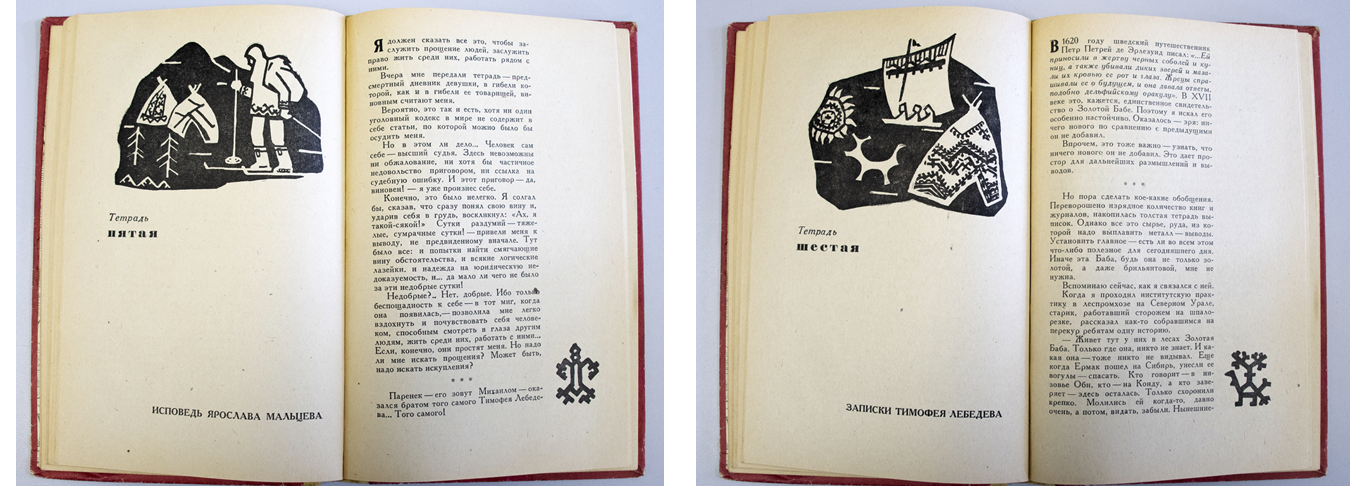 Тетрадь
пятая
ИСПОВЕДЬ ЯРОСЛАВА МАЛЬЦЕВА
Я должен сказать все это, чтобы за-
служить прощение людей, заслужить
право жить среди них, работать рядом с
ними.
Вчера мне передали тетрадь — пред-
смертный дневник девушки, в гибели ко-
торой, как и в гибели ее товарищей, ви-
новным считают меня.
Вероятно, это так и есть, хотя ни один
уголовный кодекс в мире не содержит в
себе статьи, по которой можно было бы
осудить меня.
Но в этом ли дело... Человек сам
себе — высший судья. Здесь невозможны
ни обжалование, ни хотя бы частичное
недовольство приговором, ни ссылка на
судебную ошибку. И этот приговор — да,
виновен! — я уже произнес себе.
Конечно, это было нелегко. Я солгал
бы, сказав, что сразу понял свою вину и,
ударив себя в грудь, воскликнул: «Ах, я
такой-сякой!» Сутки раздумий — тяже-
лые, сумрачные сутки! — привели меня к
выводу, не предвиденному вначале. Тут
было все: и попытки найти смягчающие
вину обстоятельства, и всякие логические
лазейки, и надежда на юридическую не-
доказуемость, и... да мало ли чего не было
за эти недобрые сутки!
Недобрые?.. Нет, добрые. Ибо только
беспощадность к себе — в тот миг, когда
она появилась, — позволила мне легко
вздохнуть и почувствовать себя челове-
ком, способным смотреть в глаза другим
людям, жить среди них, работать с ними...
Если, конечно, они простят меня. Но надо
ли мне искать прощения? Может быть,
надо искать искупления?
* * *
Паренек — его зовут Михаилом — ока-
зался братом того самого Тимофея Лебеде-
ва... Того самого!
Тетрадь
шестая
ЗАПИСКИ ТИМОФЕЯ ЛЕБЕДЕВА
В 1620 году шведский путешественник
Петр Петрей де Эрлезунд писал: «...Ей
приносили в жертву черных соболей и ку-
ниц, а также убивали диких зверей и маза-
ли их кровью ее рот и глаза. Жрецы спра-
шивали ее о будущем, и она давала ответы,
подобно дельфийскому оракулу». В XVII
веке это, кажется, единственное свидетель-
ство о Золотой Бабе. Поэтому я искал его
особенно настойчиво. Оказалось — зря: ни-
чего нового по сравнению с предыдущими
он не добавил.
Впрочем, это тоже важно — узнать, что
ничего нового он не добавил. Это дает про-
стор для дальнейших размышлений и вы-
водов.
* * *
Но пора сделать кое-какие обобщения.
Переворошено изрядное количество книг и
журналов, накопилась толстая тетрадь вы-
писок. Однако все это сырье, руда, из ко-
торой надо выплавить металл — выводы.
Установить главное — есть ли во всем этом
что-либо полезное для сегодняшнего дня.
Иначе эта Баба, будь она не только зо-
лотой, а даже брильянтовой, мне не
нужна.
Вспоминаю сейчас, как я связался с ней.
Когда я проходил институтскую прак-
тику в леспромхозе на Северном Урале,
старик, работавший сторожем на шпало-
резке, рассказал как-то собравшимся на
перекур ребятам одну историю.
— Живет тут у них в лесах Золотая
Баба. Только где она, никто не знает. И ка-
кая она — тоже никто не видывал. Еще
когда Ермак пошел на Сибирь, унесли ее
вогулы — спасать. Кто говорит — в ни-
зовье Оби, кто — на Конду, а кто заве-
ряет — здесь осталась. Только схоронили
крепко. Молились ей когда-то, давно
очень, а потом, видать, забыли. Нынешние-